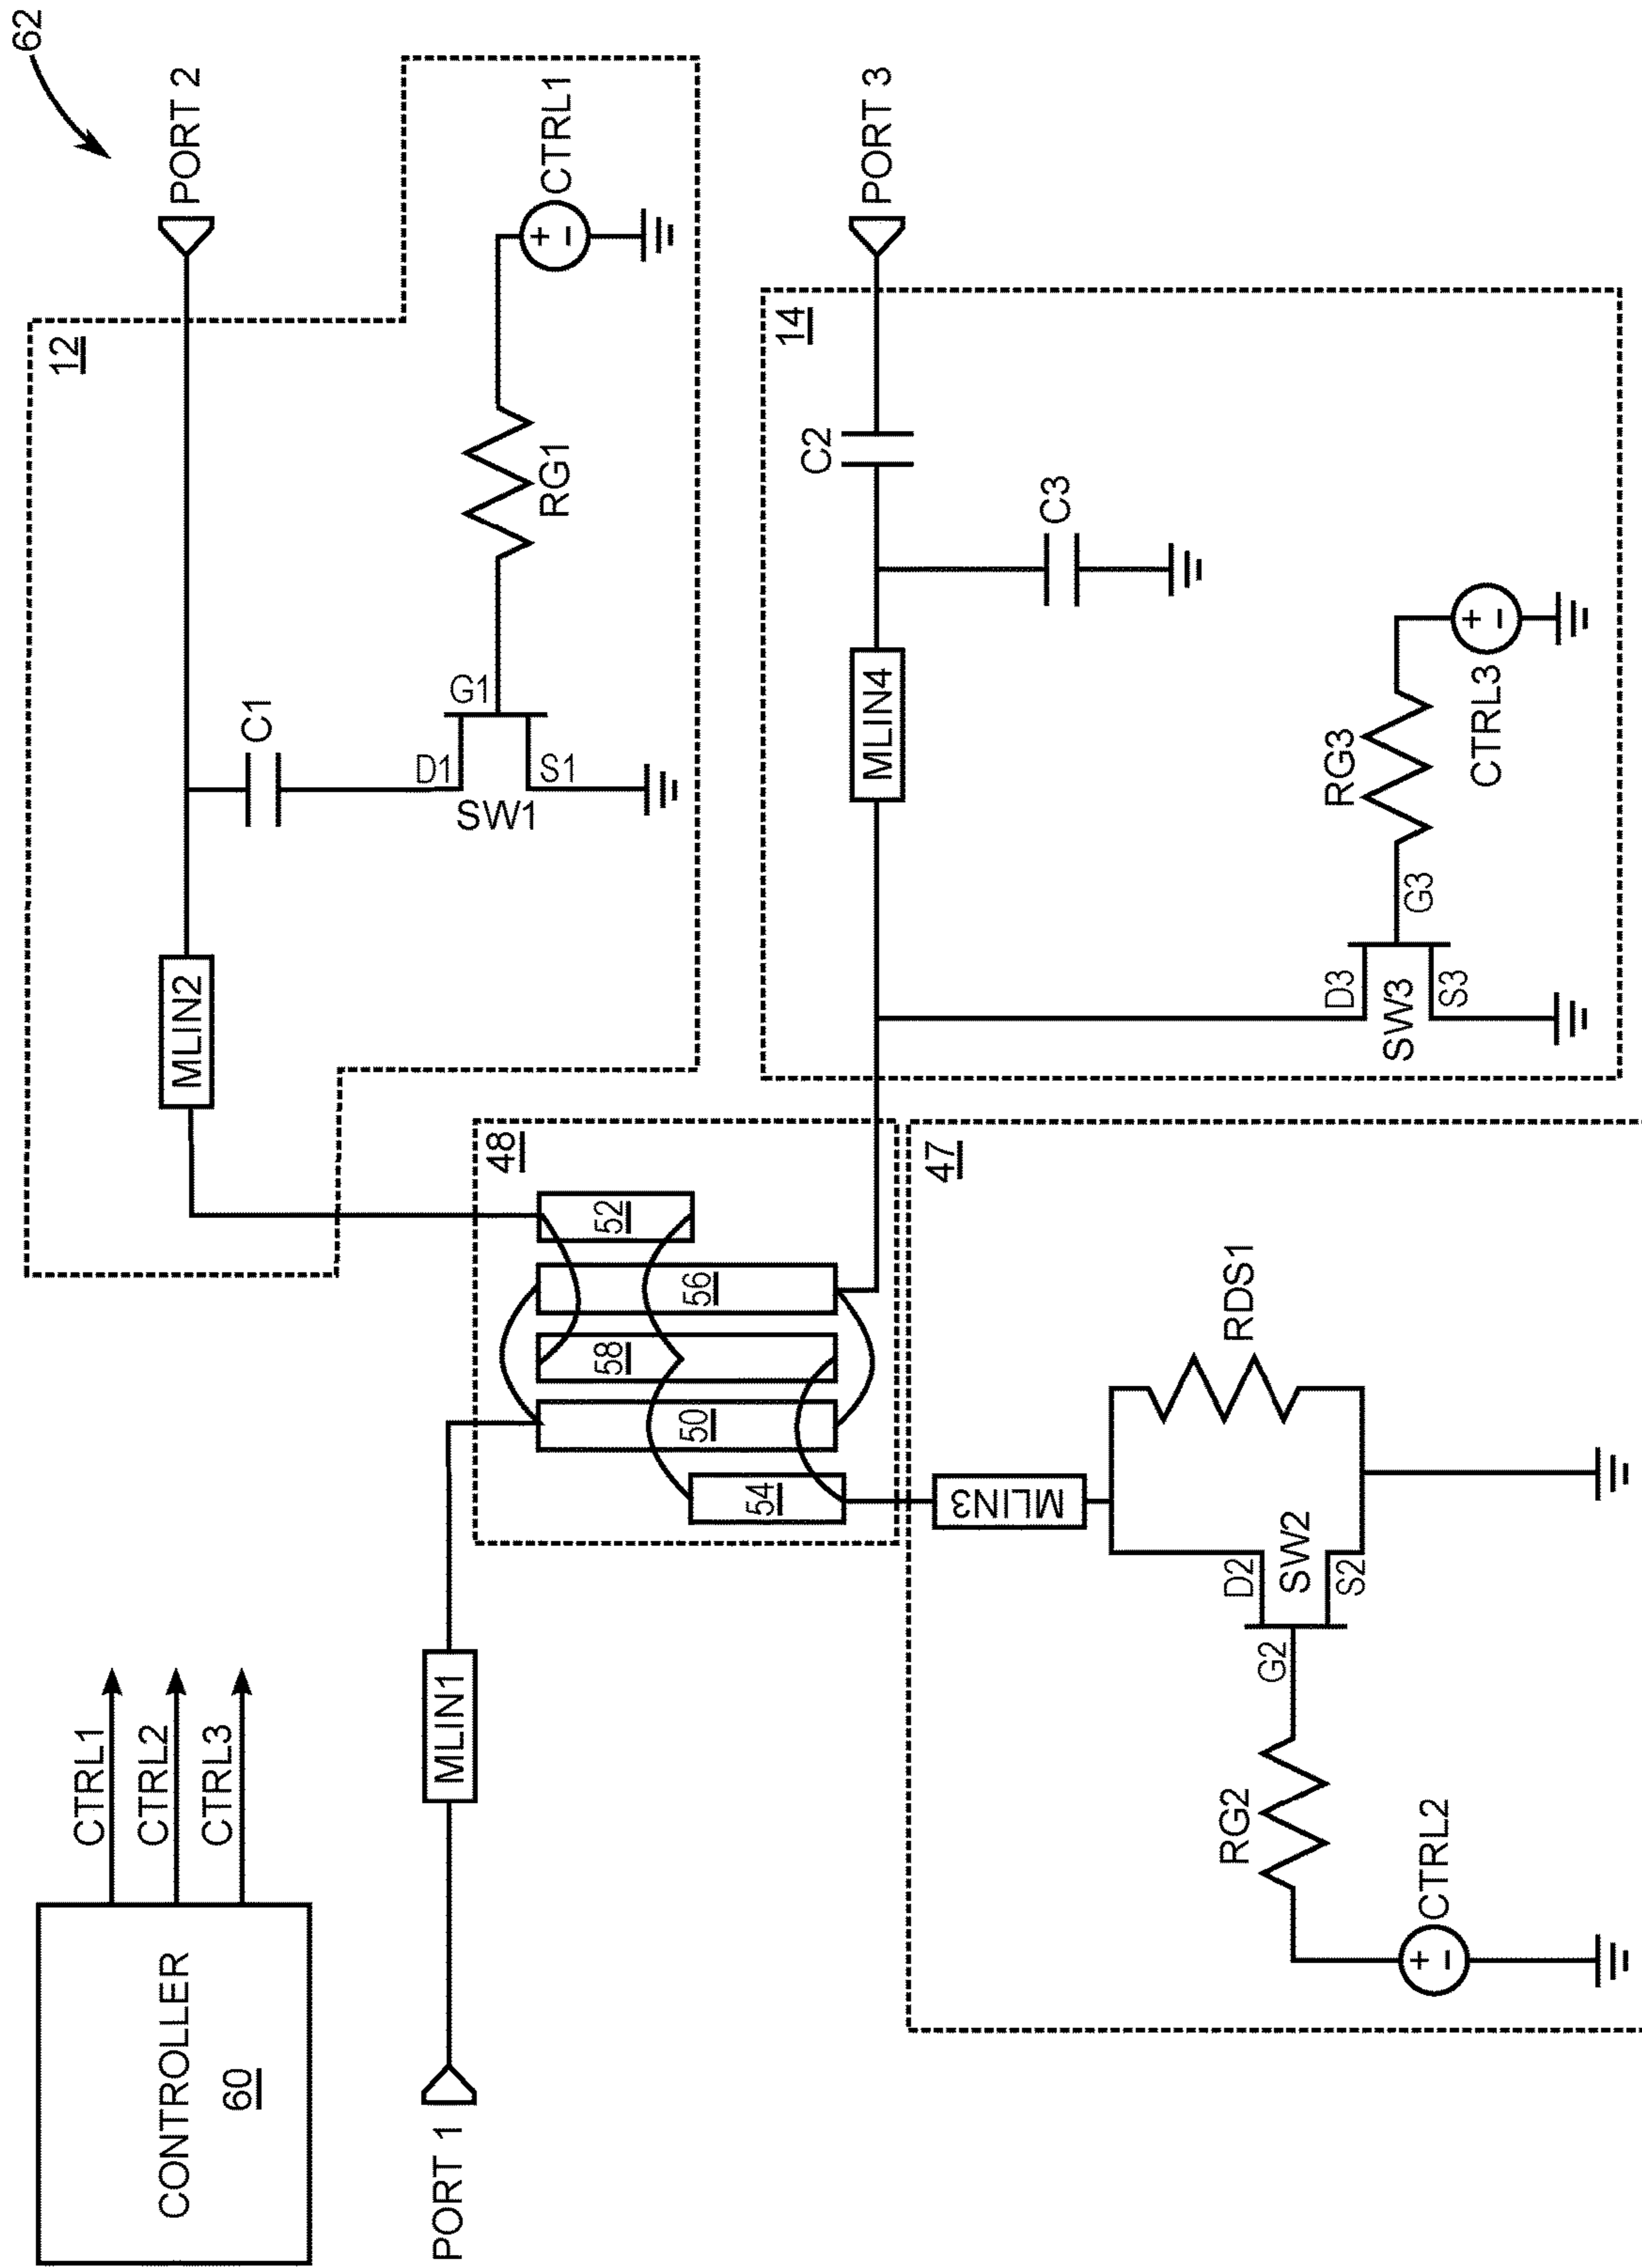 62
CONTROLLER
60
CTRL1
CTRL2
CTRL3
PORT 1
MLIN1
12
MLIN2
PORT 2
C1
D1
G1
S1
SW1
RG1
CTRL1
+
–
48
52
56
58
50
54
14
PORT 3
C2
C3
MLIN4
D3
G3
S3
SW3
RG3
CTRL3
+
–
47
MLIN3
RDS1
D2
G2
S2
SW2
RG2
CTRL2
+
–